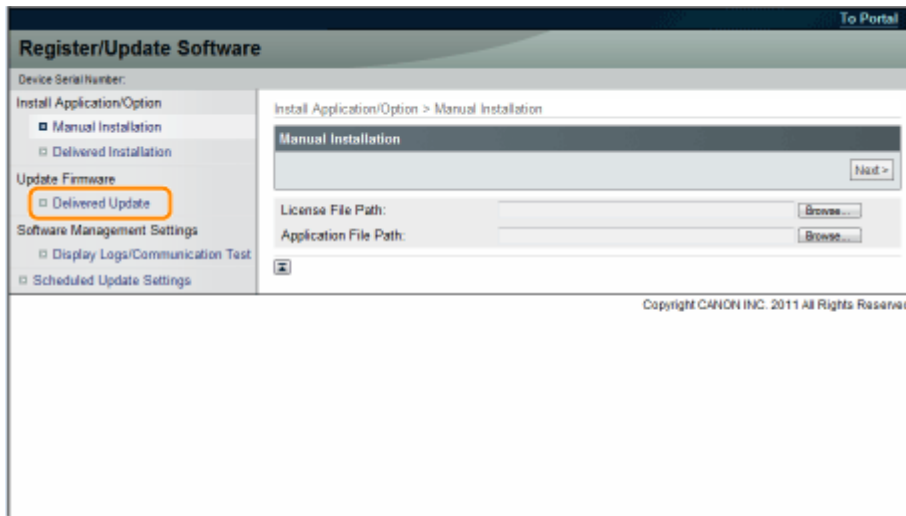 To Portal
Register/Update Software
Device Serial Number:
Install Application/Option
Manual Installation
Delivered Installation
Update Firmware
Delivered Update
Software Management Settings
Display Logs/Communication Test
Scheduled Update Settings
Install Application/Option > Manual Installation
Manual Installation
Next >
License File Path: Browse...
Application File Path: Browse...
Copyright CANON INC. 2011 All Rights Reserve